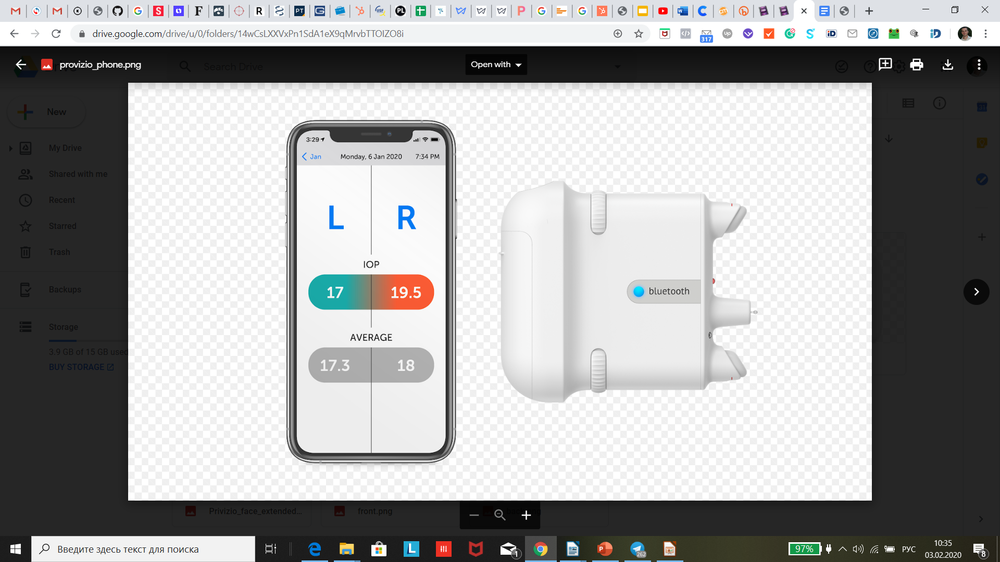 drive.google.com/drive/u/0/folders/14wCsLXXVxPn1SdA1eX9qMrvbTTOIZO8i
317
provizio_phone.png
Search Drive
Open with
New
My Drive
Shared with me
Recent
Starred
Trash
Backups
Storage
3.9 GB of 15 GB used
BUY STORAGE
3:29
Jan
Monday, 6 Jan 2020
7:34 PM
L
R
IOP
17
19.5
AVERAGE
17.3
18
bluetooth
Privizio_face_extended...
front.png
Введите здесь текст для поиска
1
262
97%
РУС
10:35
03.02.2020
8